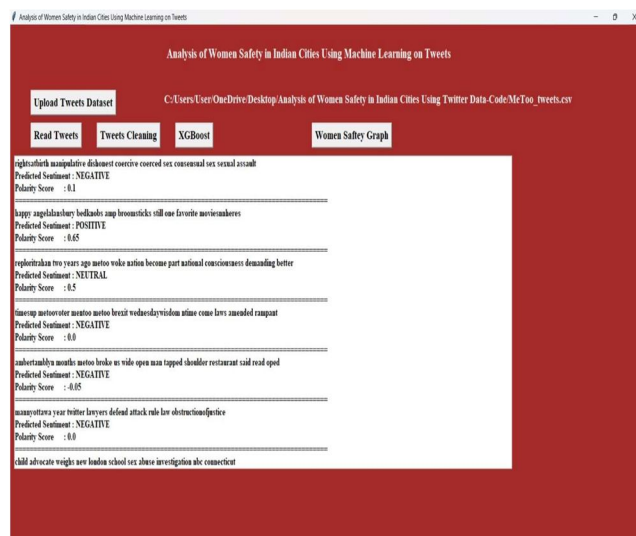 Analysis of Women Safety in Indian Cities Using Machine Learning on Tweets
Analysis of Women Safety in Indian Cities Using Machine Learning on Tweets
Upload Tweets Dataset
C:/Users/User/OneDrive/Desktop/Analysis of Women Safety in Indian Cities Using Twitter Data-Code/MeToo_tweets.csv
Read Tweets
Tweets Cleaning
XGBoost
Women Saftey Graph
rightsatbirth manipulative dishonest coercive coerced sex consensual sex sexual assault
Predicted Sentiment : NEGATIVE
Polarity Score : 0.1
happy angelalansbury bedknobs amp broomsticks still one favorite moviesnnheres
Predicted Sentiment : POSITIVE
Polarity Score : 0.65
reploritrahan two years ago metoo woke nation become part national consciousness demanding better
Predicted Sentiment : NEUTRAL
Polarity Score : 0.5
timesup metoovoter mentoo metoo brexit wednesdaywisdom ntime come laws amended rampant
Predicted Sentiment : NEGATIVE
Polarity Score : 0.0
ambertamblyn months metoo broke us wide open man tapped shoulder restaurant said read oped
Predicted Sentiment : NEGATIVE
Polarity Score : -0.05
mannyottawa year twitter lawyers defend attack rule law obstructionofjustice
Predicted Sentiment : NEGATIVE
Polarity Score : 0.0
child advocate weighs new london school sex abuse investigation nbc connecticut